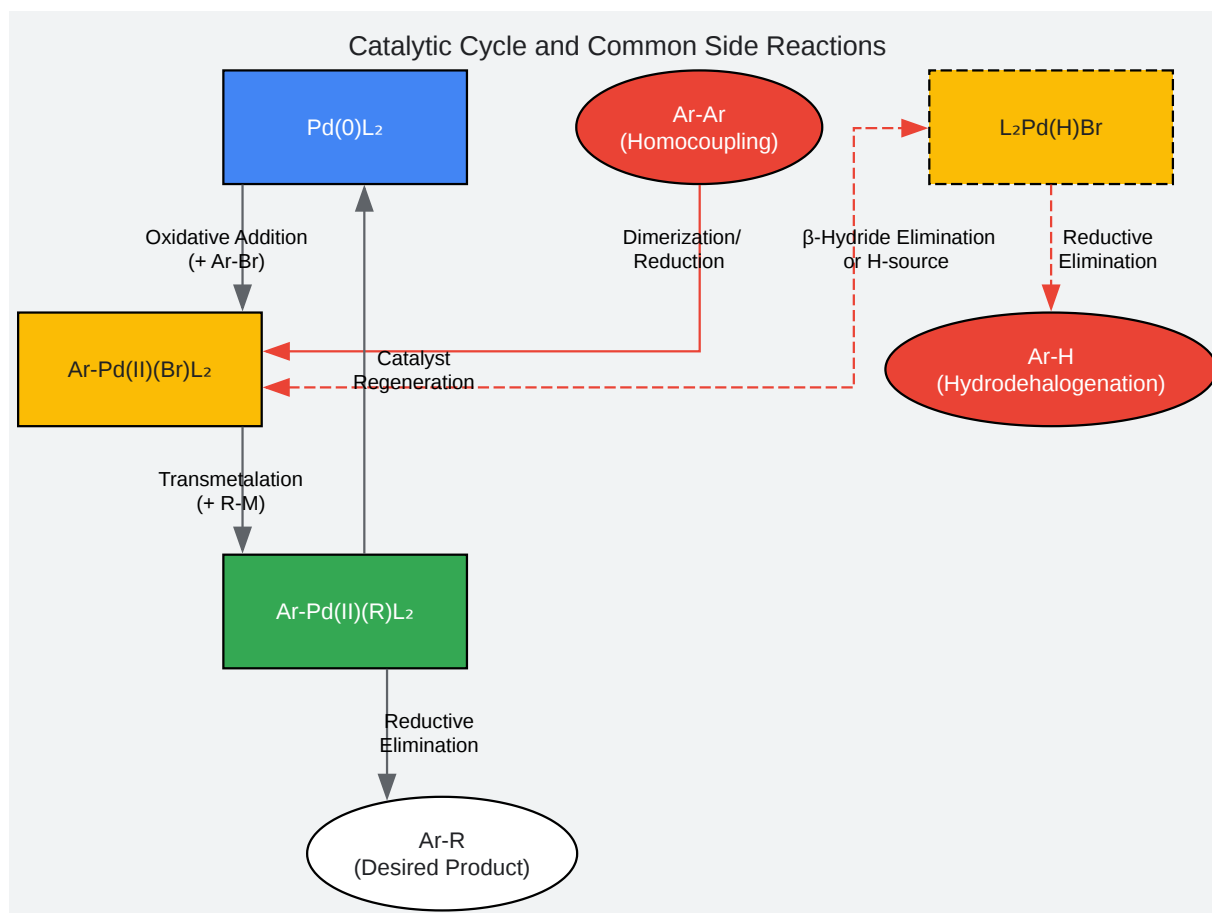 Catalytic Cycle and Common Side Reactions
Pd(0)L₂
Ar-Ar
(Homocoupling)
L₂Pd(H)Br
Oxidative Addition
(+ Ar-Br)
Dimerization/
Reduction
β-Hydride Elimination
or H-source
Reductive
Elimination
Ar-Pd(II)(Br)L₂
Catalyst
Regeneration
Ar-H
(Hydrodehalogenation)
Transmetalation
(+ R-M)
Ar-Pd(II)(R)L₂
Reductive
Elimination
Ar-R
(Desired Product)